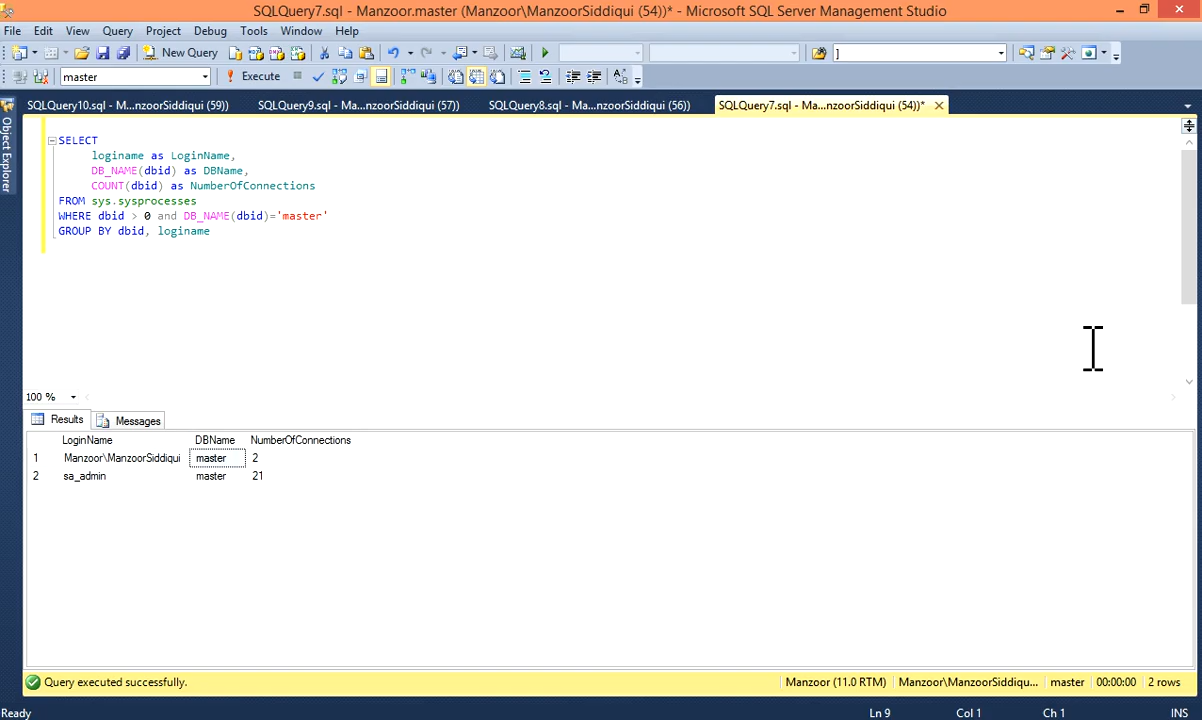 SQLQuery7.sql - Manzoor.master (Manzoor\ManzoorSiddiqui (54))* - Microsoft SQL Server Management Studio
File Edit View Query Project Debug Tools Window Help
New Query ]
master Execute
SQLQuery10.sql - M...nzoorSiddiqui (59)) SQLQuery9.sql - Ma...nzoorSiddiqui (57)) SQLQuery8.sql - Ma...nzoorSiddiqui (56)) SQLQuery7.sql - Ma...nzoorSiddiqui (54))*
Object Explorer
SELECT
loginame as LoginName,
DB_NAME(dbid) as DBName,
COUNT(dbid) as NumberOfConnections
FROM sys.sysprocesses
WHERE dbid > 0 and DB_NAME(dbid)='master'
GROUP BY dbid, loginame
100 %
Results Messages
LoginName DBName NumberOfConnections
1 Manzoor\ManzoorSiddiqui master 2
2 sa_admin master 21
Query executed successfully. Manzoor (11.0 RTM) Manzoor\ManzoorSiddiqu... master 00:00:00 2 rows
Ready Ln 9 Col 1 Ch 1 INS